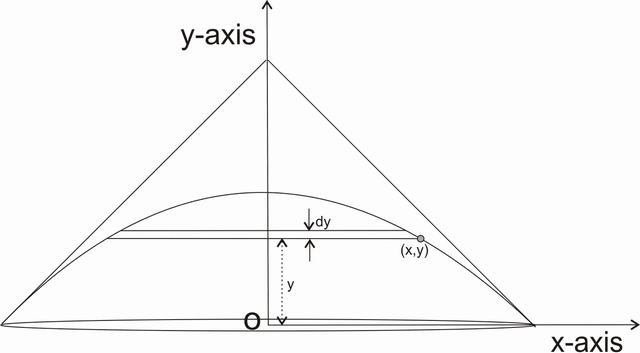 y-axis
dy
(x,y)
y
O
x-axis